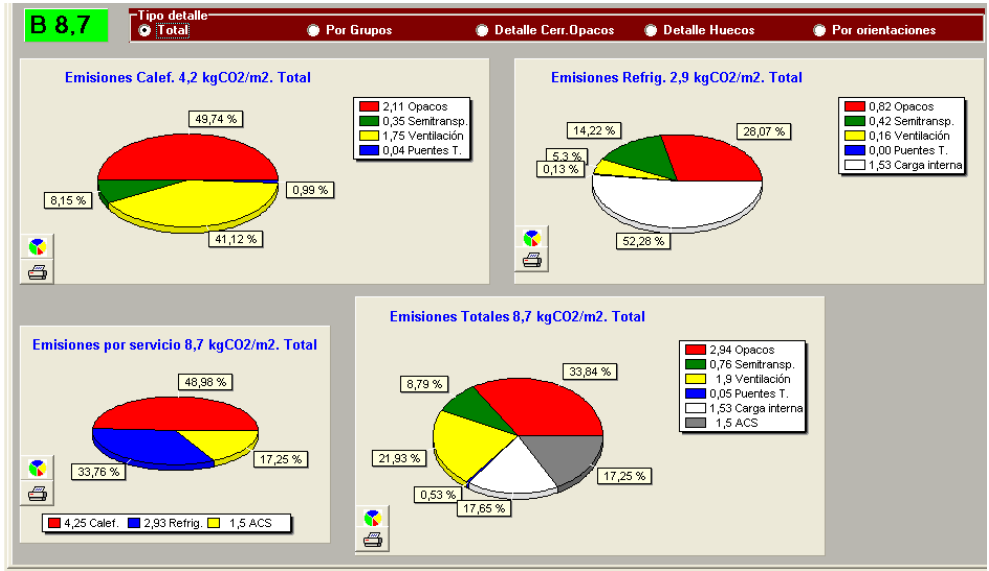 B 8,7
Tipo detalle
Total
Por Grupos
Detalle Cerr.Opacos
Detalle Huecos
Por orientaciones
Emisiones Calef. 4,2 kgCO2/m2. Total
2,11 Opacos
0,35 Semitransp.
1,75 Ventilación
0,04 Puentes T.
49,74 %
8,15 %
0,99 %
41,12 %
Emisiones Refrig. 2,9 kgCO2/m2. Total
0,82 Opacos
0,42 Semitransp.
0,16 Ventilación
0,00 Puentes T.
1,53 Carga interna
14,22 %
28,07 %
5,3 %
0,13 %
52,28 %
Emisiones por servicio 8,7 kgCO2/m2. Total
48,98 %
33,76 %
17,25 %
4,25 Calef.
2,93 Refrig.
1,5 ACS
Emisiones Totales 8,7 kgCO2/m2. Total
2,94 Opacos
0,76 Semitransp.
1,9 Ventilación
0,05 Puentes T.
1,53 Carga interna
1,5 ACS
33,84 %
8,79 %
21,93 %
0,53 %
17,65 %
17,25 %